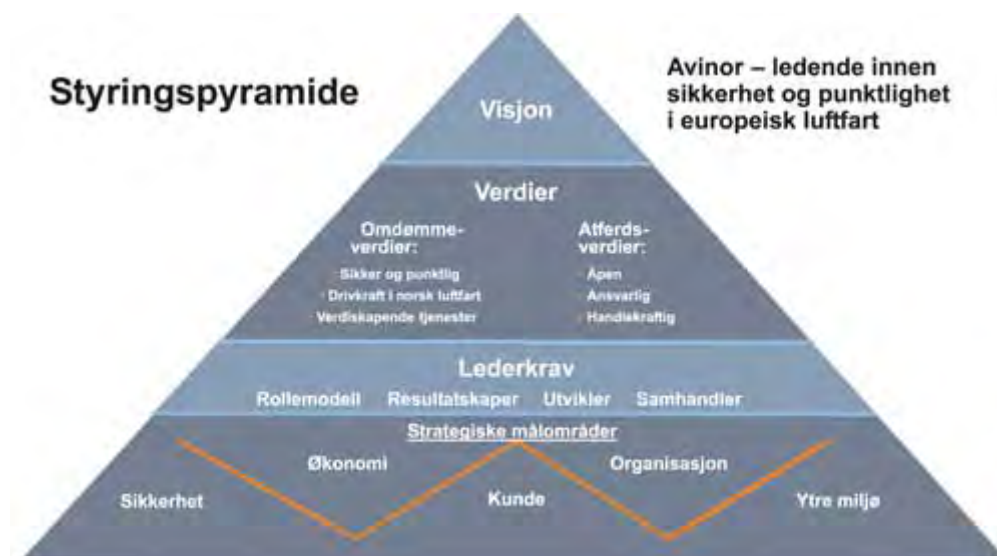 Styringspyramide
Avinor – ledende innen
sikkerhet og punktlighet
i europeisk luftfart
Visjon
Verdier
Omdømme-
verdier:
Sikker og punktlig
Drivkraft i norsk luftfart
Verdiskapende tjenester
Atferds-
verdier:
Åpen
Ansvarlig
Handlekraftig
Lederkrav
Rollemodell Resultatskaper Utvikler Samhandler
Strategiske målområder
Økonomi Organisasjon
Sikkerhet Kunde Ytre miljø